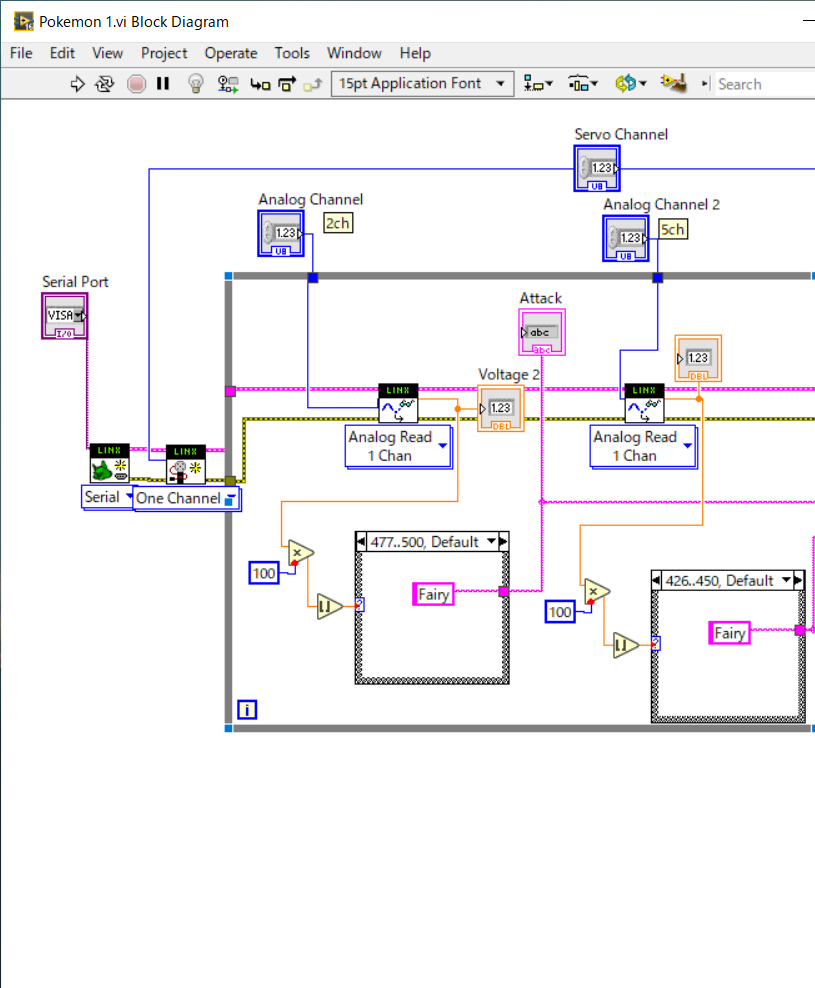 Pokemon 1.vi Block Diagram
File Edit View Project Operate Tools Window Help
15pt Application Font
Search
Servo Channel
1.23
U8
Analog Channel
2ch
1.23
U8
Analog Channel 2
5ch
1.23
U8
Serial Port
VISA
I/O
Attack
abc
abc
1.23
DBL
Voltage 2
1.23
DBL
LINX
Analog Read
1 Chan
LINX
Analog Read
1 Chan
LINX
Serial
LINX
One Channel
477..500, Default
100
Fairy
426..450, Default
100
Fairy
i